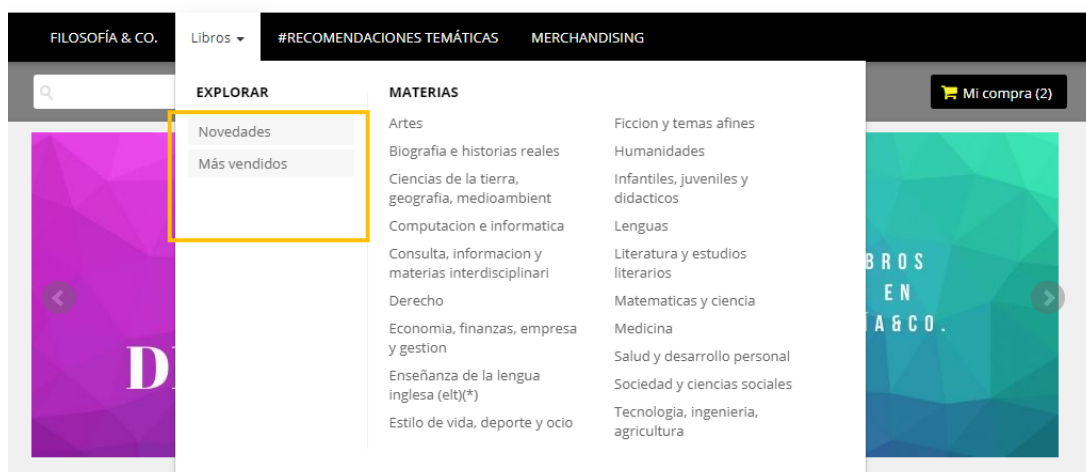 FILOSOFÍA & CO.
Libros
#RECOMENDACIONES TEMÁTICAS
MERCHANDISING
Mi compra (2)
EXPLORAR
Novedades
Más vendidos
MATERIAS
Artes
Biografia e historias reales
Ciencias de la tierra,
geografia, medioambient
Computacion e informatica
Consulta, informacion y
materias interdisciplinari
Derecho
Economia, finanzas, empresa
y gestion
Enseñanza de la lengua
inglesa (elt)(*)
Estilo de vida, deporte y ocio
Ficcion y temas afines
Humanidades
Infantiles, juveniles y
didacticos
Lenguas
Literatura y estudios
literarios
Matematicas y ciencia
Medicina
Salud y desarrollo personal
Sociedad y ciencias sociales
Tecnologia, ingenieria,
agricultura
D
BROS
EN
ÍA&CO.